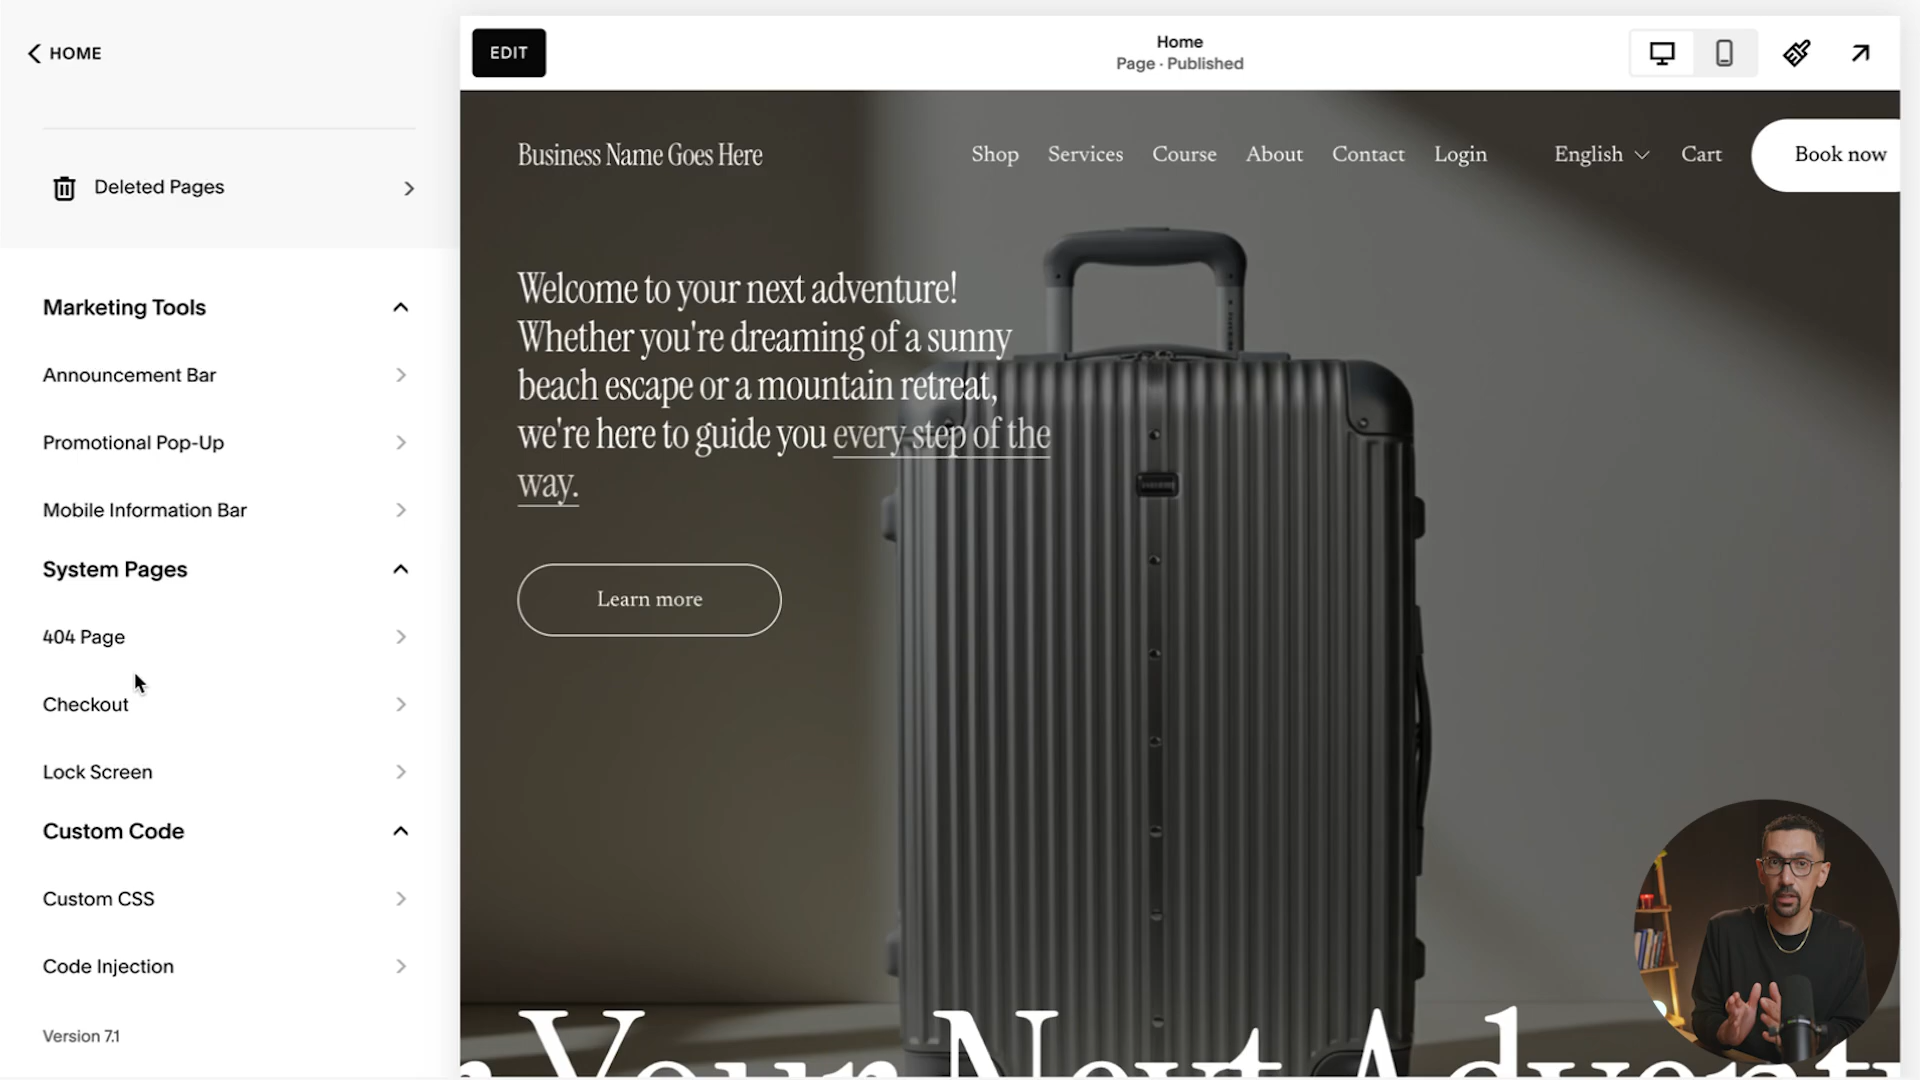 HOME
Deleted Pages
Marketing Tools
Announcement Bar
Promotional Pop-Up
Mobile Information Bar
System Pages
404 Page
Checkout
Lock Screen
Custom Code
Custom CSS
Code Injection
Version 7.1
EDIT
Home
Page · Published
Business Name Goes Here
Shop Services Course About Contact Login English Cart Book now
Welcome to your next adventure!
Whether you're dreaming of a sunny
beach escape or a mountain retreat,
we're here to guide you every step of the
way.
Learn more
Your Next